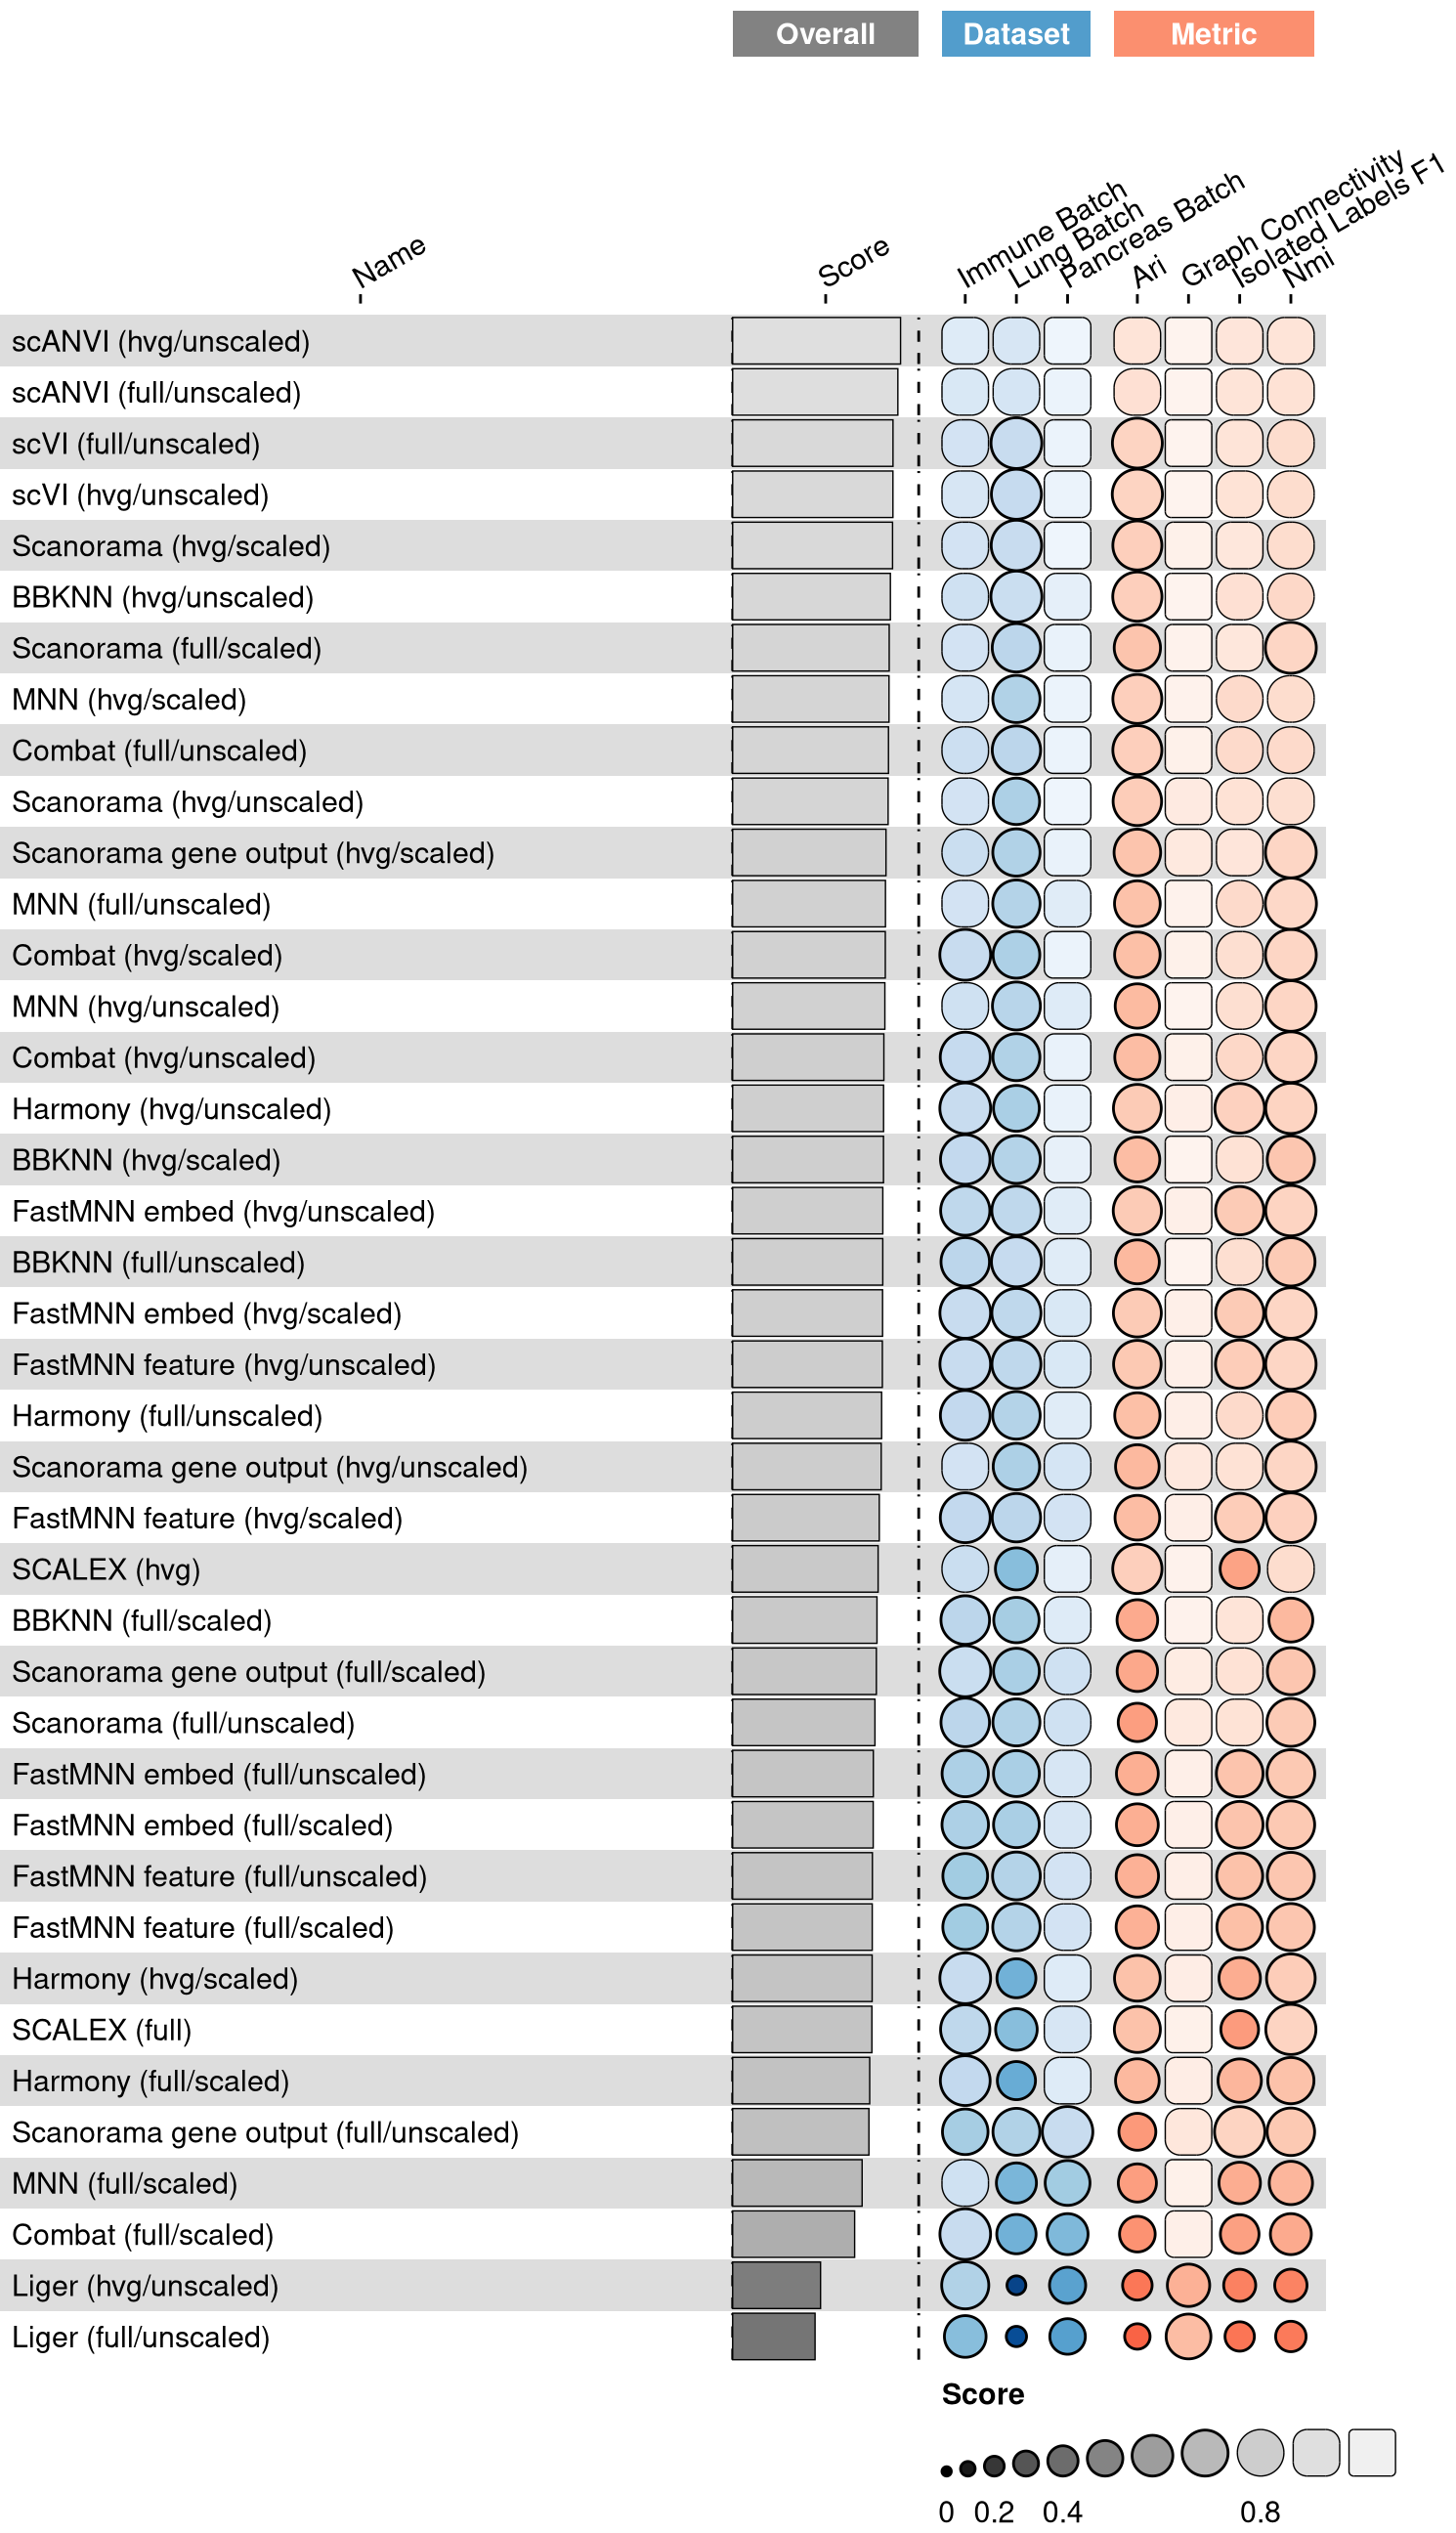 Overall Dataset Metric
Name Score Immune Batch Lung Batch Pancreas Batch Ari Graph Connectivity Isolated Labels F1 Nmi
scANVI (hvg/unscaled)
scANVI (full/unscaled)
scVI (full/unscaled)
scVI (hvg/unscaled)
Scanorama (hvg/scaled)
BBKNN (hvg/unscaled)
Scanorama (full/scaled)
MNN (hvg/scaled)
Combat (full/unscaled)
Scanorama (hvg/unscaled)
Scanorama gene output (hvg/scaled)
MNN (full/unscaled)
Combat (hvg/scaled)
MNN (hvg/unscaled)
Combat (hvg/unscaled)
Harmony (hvg/unscaled)
BBKNN (hvg/scaled)
FastMNN embed (hvg/unscaled)
BBKNN (full/unscaled)
FastMNN embed (hvg/scaled)
FastMNN feature (hvg/unscaled)
Harmony (full/unscaled)
Scanorama gene output (hvg/unscaled)
FastMNN feature (hvg/scaled)
SCALEX (hvg)
BBKNN (full/scaled)
Scanorama gene output (full/scaled)
Scanorama (full/unscaled)
FastMNN embed (full/unscaled)
FastMNN embed (full/scaled)
FastMNN feature (full/unscaled)
FastMNN feature (full/scaled)
Harmony (hvg/scaled)
SCALEX (full)
Harmony (full/scaled)
Scanorama gene output (full/unscaled)
MNN (full/scaled)
Combat (full/scaled)
Liger (hvg/unscaled)
Liger (full/unscaled)
Score
0 0.2 0.4 0.8